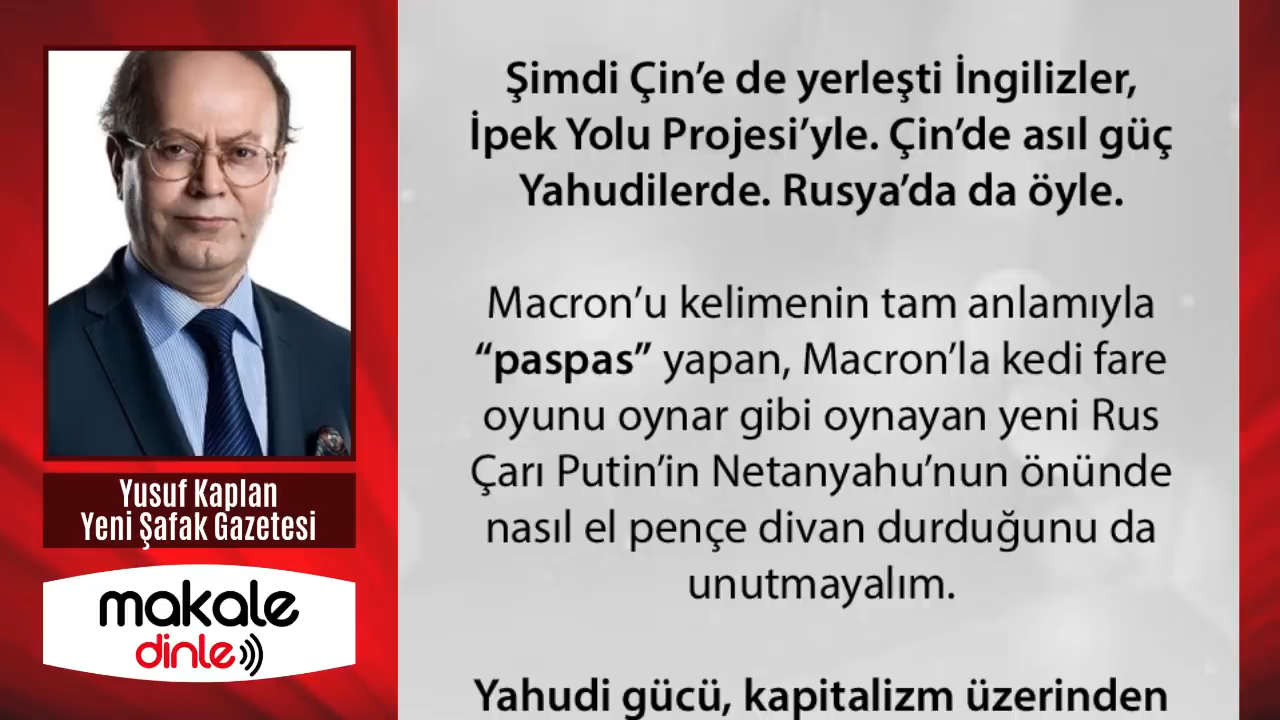 Şimdi Çin’e de yerleşti İngilizler,
İpek Yolu Projesi’yle. Çin’de asıl güç
Yahudilerde. Rusya’da da öyle.
Macron’u kelimenin tam anlamıyla
“paspas” yapan, Macron’la kedi fare
oyunu oynar gibi oynayan yeni Rus
Çarı Putin’in Netanyahu’nun önünde
nasıl el pençe divan durduğunu da
unutmayalım.
Yahudi gücü, kapitalizm üzerinden
Yusuf Kaplan
Yeni Şafak Gazetesi
makale
dinle